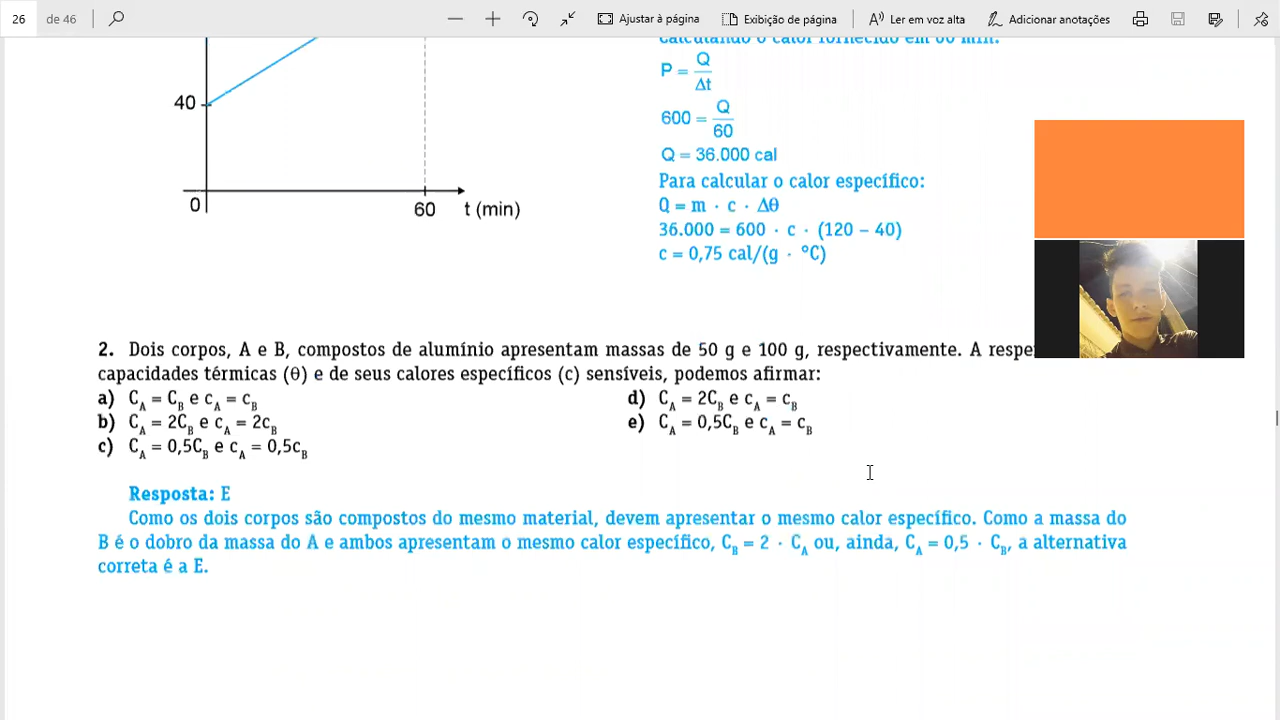 26 de 46 Ajustar à página Exibição de página Ler em voz alta Adicionar anotações
Calculando o calor fornecido em 60 min:
P = Q/Δt
40
600 = Q/60
Q = 36.000 cal
Para calcular o calor específico:
0 60 t (min)
Q = m · c · Δθ
36.000 = 600 · c · (120 – 40)
c = 0,75 cal/(g · °C)
2. Dois corpos, A e B, compostos de alumínio apresentam massas de 50 g e 100 g, respectivamente. A
capacidades térmicas (θ) e de seus calores específicos (c) sensíveis, podemos afirmar:
a) C_A = C_B e c_A = c_B
d) C_A = 2C_B e c_A = c_B
b) C_A = 2C_B e c_A = 2c_B
e) C_A = 0,5C_B e c_A = c_B
c) C_A = 0,5C_B e c_A = 0,5c_B
Resposta: E
Como os dois corpos são compostos do mesmo material, devem apresentar o mesmo calor específico. Como a massa do
B é o dobro da massa do A e ambos apresentam o mesmo calor específico, C_B = 2 · C_A ou, ainda, C_A = 0,5 · C_B, a alternativa
correta é a E.